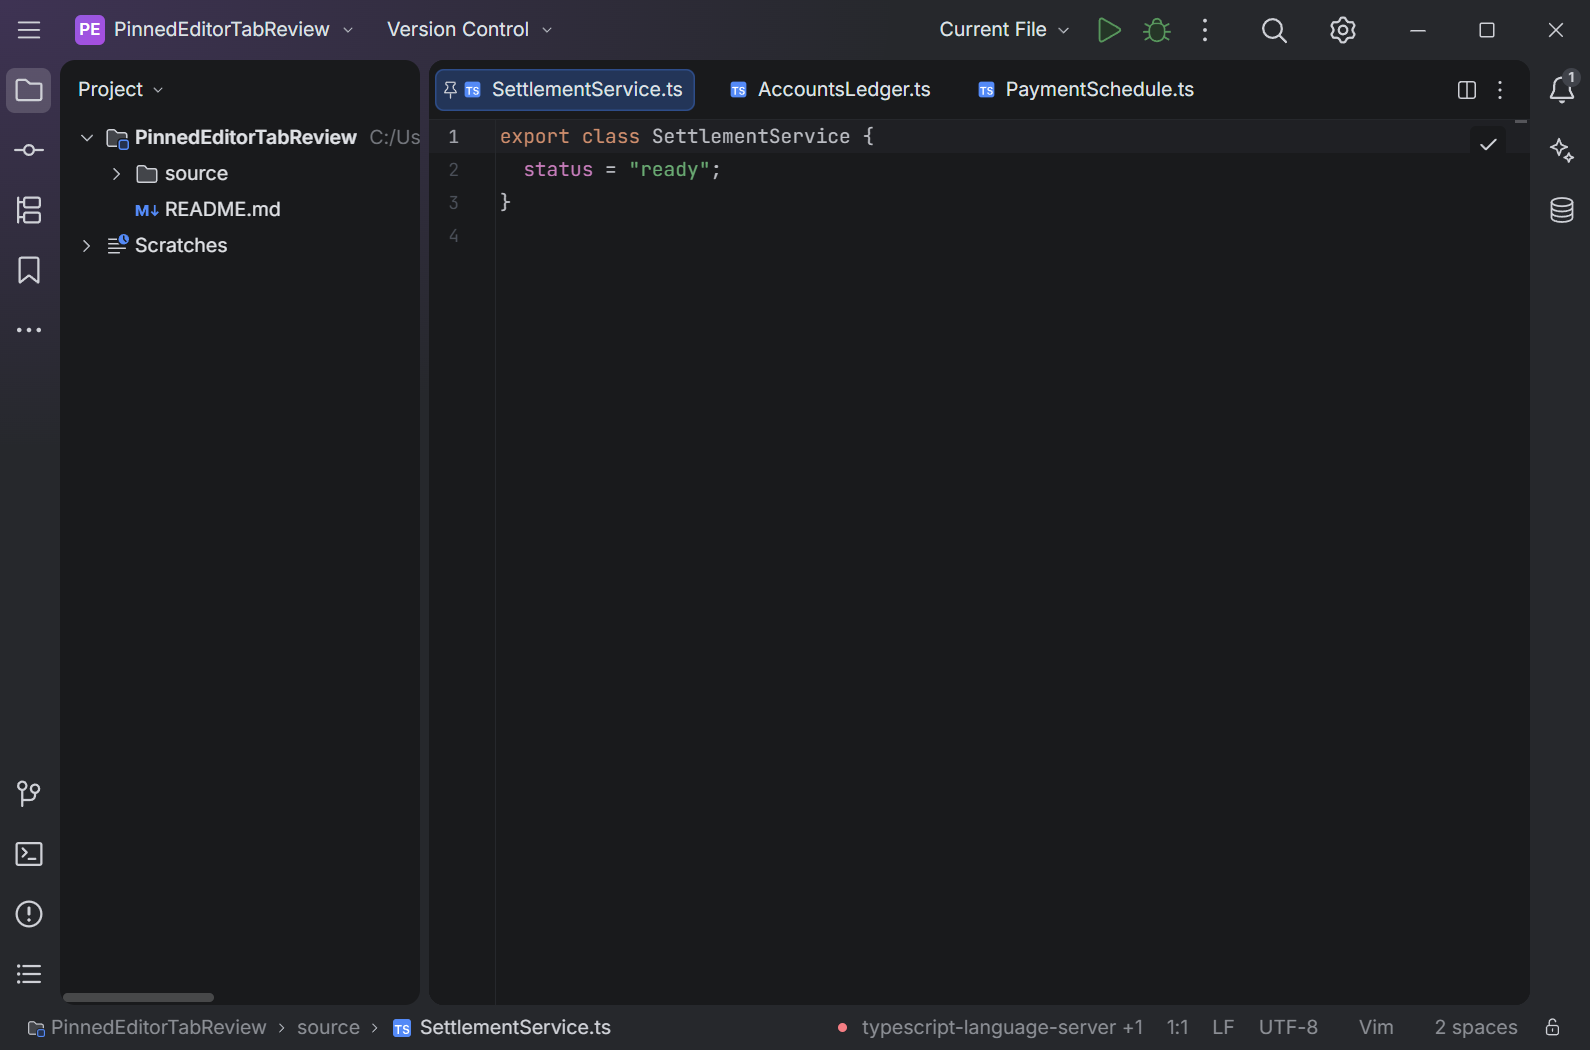 PE PinnedEditorTabReview Version Control Current File
Project
SettlementService.ts AccountsLedger.ts PaymentSchedule.ts
1
PinnedEditorTabReview C:/Us
source
README.md
Scratches
1 export class SettlementService {
2 status = "ready";
3 }
4
PinnedEditorTabReview › source › SettlementService.ts typescript-language-server +1 1:1 LF UTF-8 Vim 2 spaces